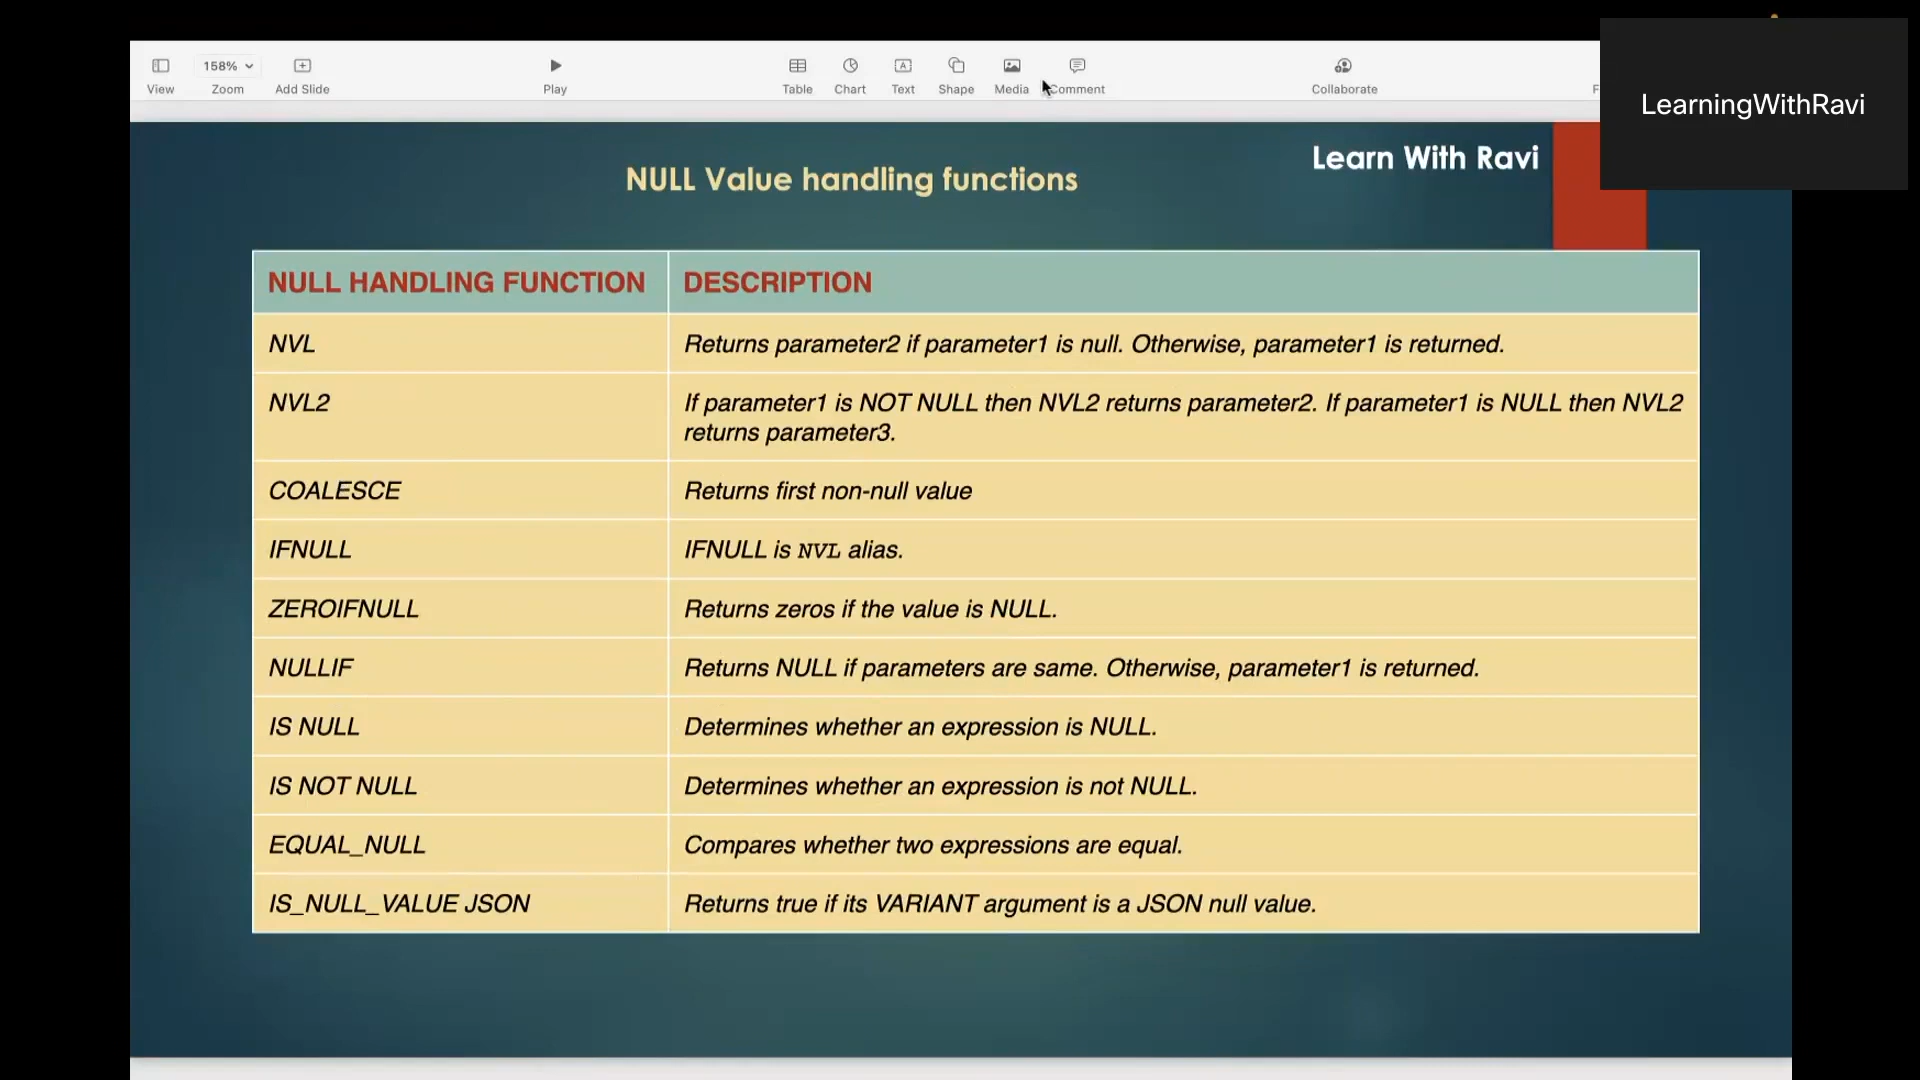 158%
View
Zoom
Add Slide
Play
Table
Chart
Text
Shape
Media
Comment
Collaborate
F
LearningWithRavi
Learn With Ravi
NULL Value handling functions
NULL HANDLING FUNCTION DESCRIPTION
NVL Returns parameter2 if parameter1 is null. Otherwise, parameter1 is returned.
NVL2 If parameter1 is NOT NULL then NVL2 returns parameter2. If parameter1 is NULL then NVL2
returns parameter3.
COALESCE Returns first non-null value
IFNULL IFNULL is NVL alias.
ZEROIFNULL Returns zeros if the value is NULL.
NULLIF Returns NULL if parameters are same. Otherwise, parameter1 is returned.
IS NULL Determines whether an expression is NULL.
IS NOT NULL Determines whether an expression is not NULL.
EQUAL_NULL Compares whether two expressions are equal.
IS_NULL_VALUE JSON Returns true if its VARIANT argument is a JSON null value.